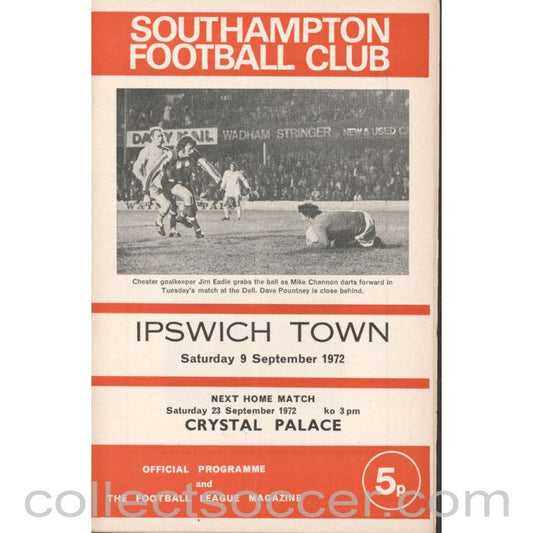 SOUTHAMPTON
FOOTBALL CLUB
DAILY MAIL
WADHAM STRINGER NEW & USED CA
Chester goalkeeper Jim Eadie grabs the ball as Mike Channon darts forward in
Tuesday's match at the Dell. Dave Pountney is close behind.
IPSWICH TOWN
Saturday 9 September 1972
NEXT HOME MATCH
Saturday 23 September 1972 ko 3 pm
CRYSTAL PALACE
OFFICIAL PROGRAMME
and
THE FOOTBALL LEAGUE MAGAZINE
5p
collectsoccer.com